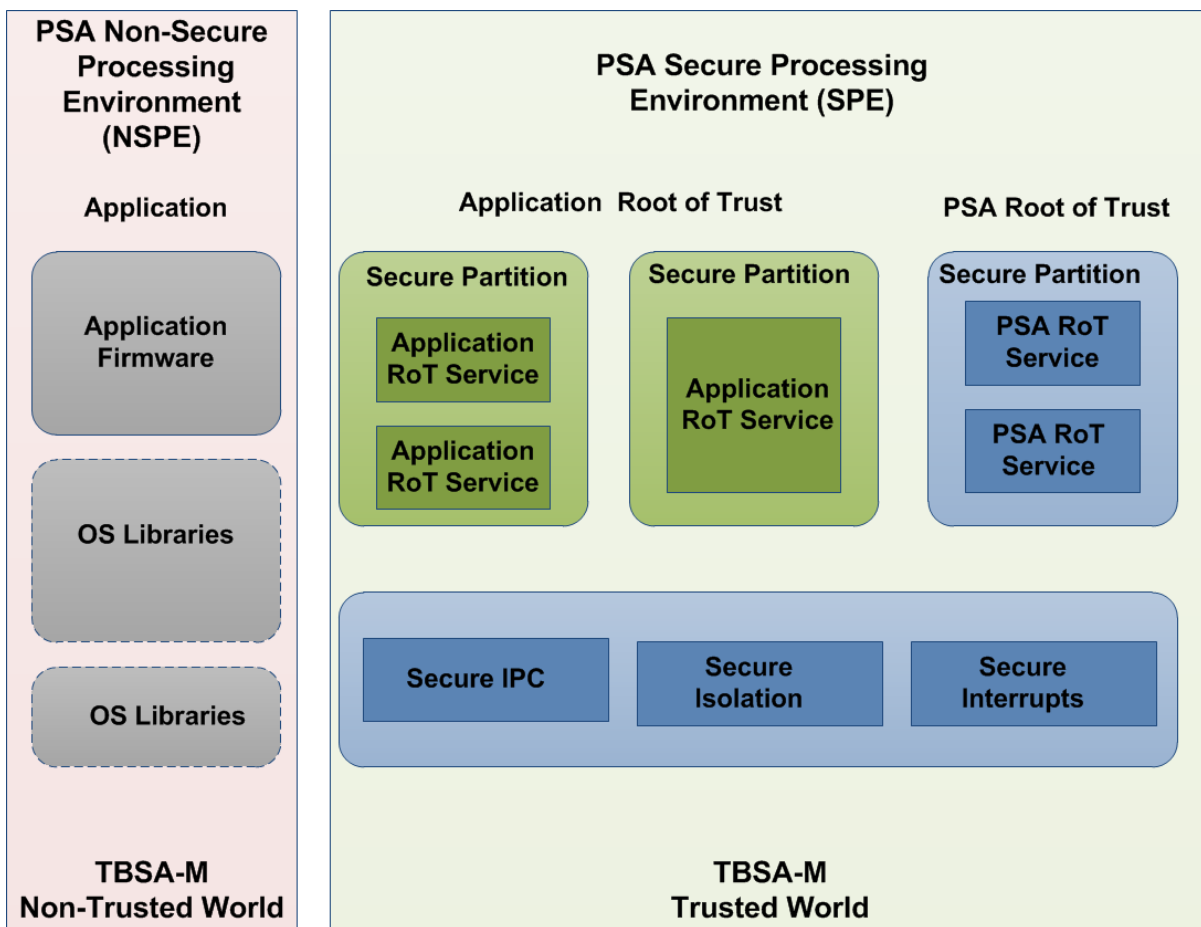 PSA Non-Secure
Processing
Environment
(NSPE)
Application
Application
Firmware
OS Libraries
OS Libraries
TBSA-M
Non-Trusted World
PSA Secure Processing
Environment (SPE)
Application Root of Trust
PSA Root of Trust
Secure Partition
Application
RoT Service
Application
RoT Service
Secure Partition
Application
RoT Service
Secure Partition
PSA RoT
Service
PSA RoT
Service
Secure IPC
Secure
Isolation
Secure
Interrupts
TBSA-M
Trusted World